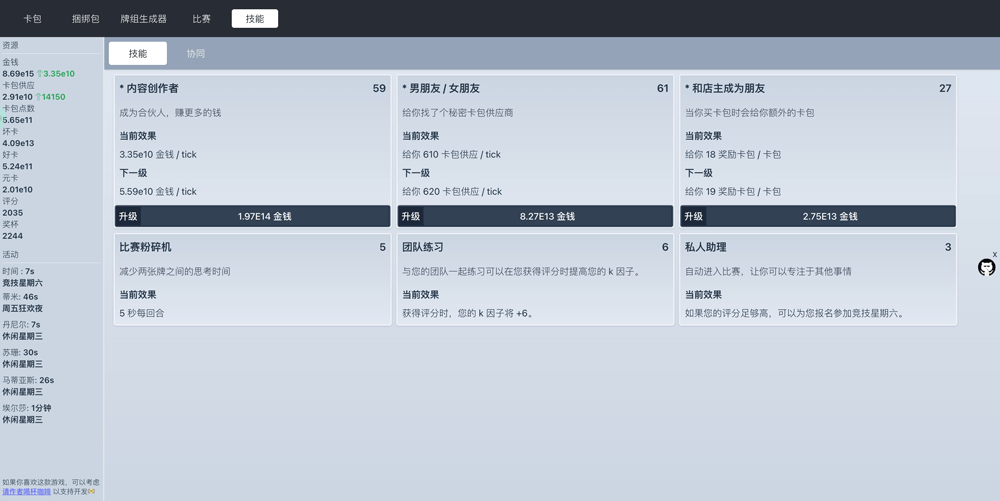 卡包 捆绑包 牌组生成器 比赛 技能
资源
金钱
8.69e15 3.35e10
卡包供应
2.91e10 14150
卡包点数
5.65e11
坏卡
4.09e13
好卡
5.24e11
元卡
2.01e10
评分
2035
奖杯
2244
活动
时间 : 7s
竞技星期六
蒂米: 46s
周五狂欢夜
丹尼尔: 7s
休闲星期三
苏珊: 30s
休闲星期三
马蒂亚斯: 26s
休闲星期三
埃尔莎: 1分钟
休闲星期三
如果你喜欢这款游戏，可以考虑
请作者喝杯咖啡 以支持开发
技能 协同
* 内容创作者 59
成为合伙人，赚更多的钱
当前效果
3.35e10 金钱 / tick
下一级
5.59e10 金钱 / tick
升级 1.97E14 金钱
* 男朋友 / 女朋友 61
给你找了个秘密卡包供应商
当前效果
给你 610 卡包供应 / tick
下一级
给你 620 卡包供应 / tick
升级 8.27E13 金钱
* 和店主成为朋友 27
当你买卡包时会给你额外的卡包
当前效果
给你 18 奖励卡包 / 卡包
下一级
给你 19 奖励卡包 / 卡包
升级 2.75E13 金钱
比赛粉碎机 5
减少两张牌之间的思考时间
当前效果
5 秒每回合
团队练习 6
与您的团队一起练习可以在您获得评分时提高您的 k 因子。
当前效果
获得评分时，您的 k 因子将 +6。
私人助理 3
自动进入比赛，让你可以专注于其他事情
当前效果
如果您的评分足够高，可以为您报名参加竞技星期六。
x